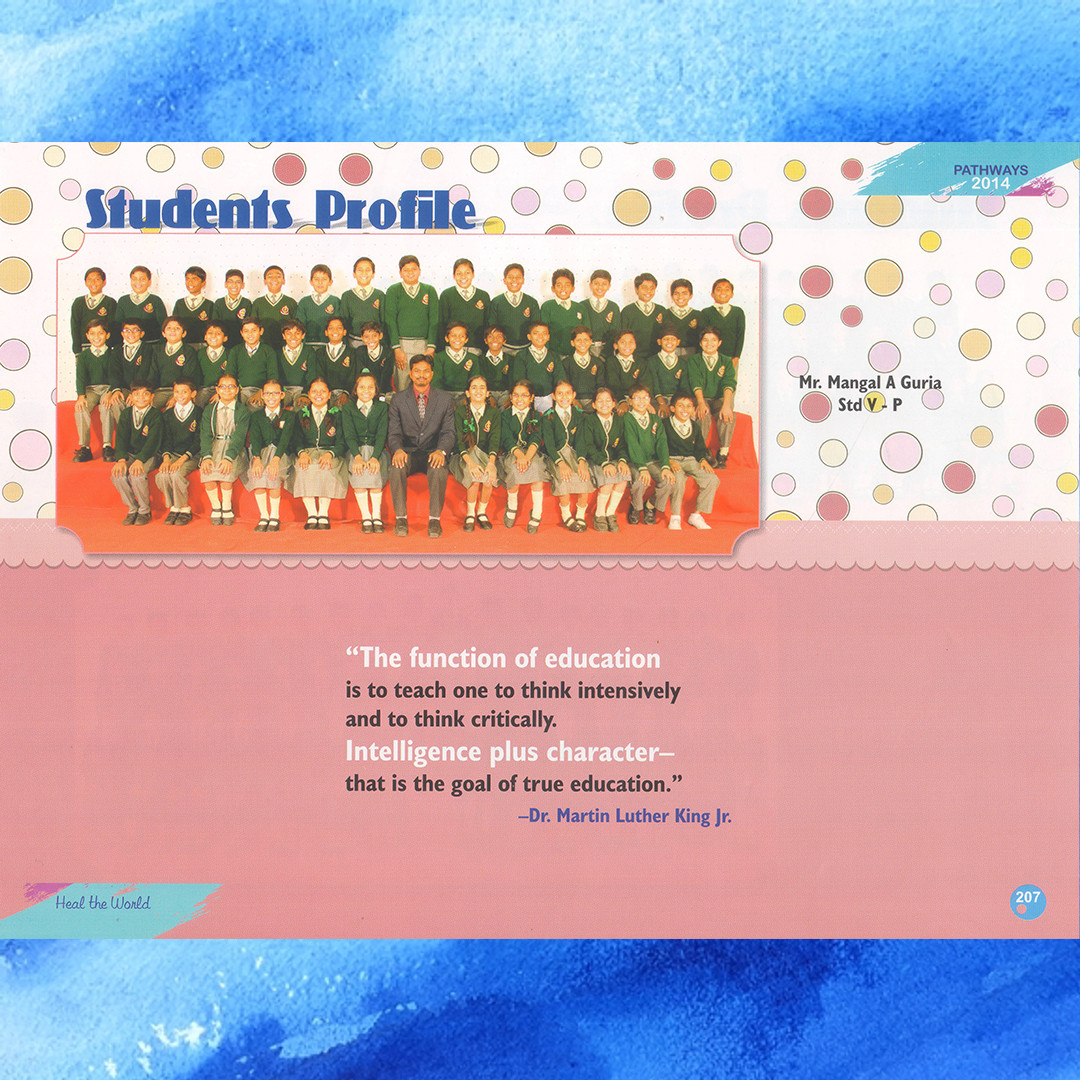 PATHWAYS
2014
Students Profile
Mr. Mangal A Guria
Std V - P
“The function of education
is to teach one to think intensively
and to think critically.
Intelligence plus character–
that is the goal of true education.”
–Dr. Martin Luther King Jr.
Heal the World
207